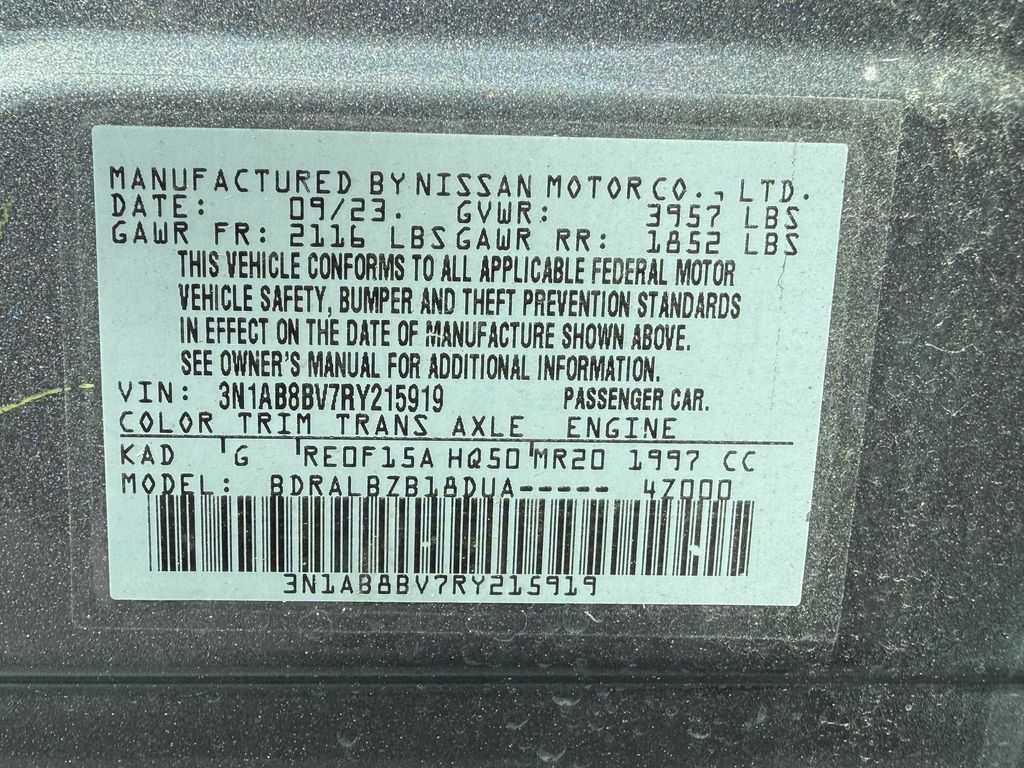 MANUFACTURED BY NISSAN MOTOR CO., LTD.
DATE: 09/23. GVWR: 3957 LBS
GAWR FR: 2116 LBS GAWR RR: 1852 LBS
THIS VEHICLE CONFORMS TO ALL APPLICABLE FEDERAL MOTOR
VEHICLE SAFETY, BUMPER AND THEFT PREVENTION STANDARDS
IN EFFECT ON THE DATE OF MANUFACTURE SHOWN ABOVE.
SEE OWNER'S MANUAL FOR ADDITIONAL INFORMATION.
VIN: 3N1AB8BV7RY215919 PASSENGER CAR.
COLOR TRIM TRANS AXLE ENGINE
KAD G RE0F15A HQ50 MR20 1997 CC
MODEL: BDRALBZB18DUA----- 4Z000
3N1AB8BV7RY215919